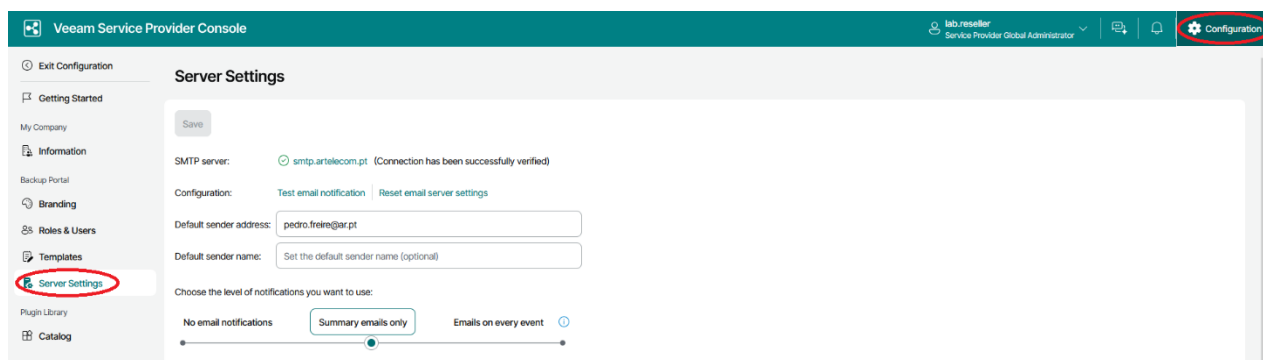 Veeam Service Provider Console
lab.reseller
Service Provider Global Administrator
Configuration
Exit Configuration
Getting Started
My Company
Information
Backup Portal
Branding
Roles & Users
Templates
Server Settings
Plugin Library
Catalog
Server Settings
Save
SMTP server: smtp.artelecom.pt (Connection has been successfully verified)
Configuration: Test email notification Reset email server settings
Default sender address: pedro.freire@ar.pt
Default sender name: Set the default sender name (optional)
Choose the level of notifications you want to use:
No email notifications Summary emails only Emails on every event